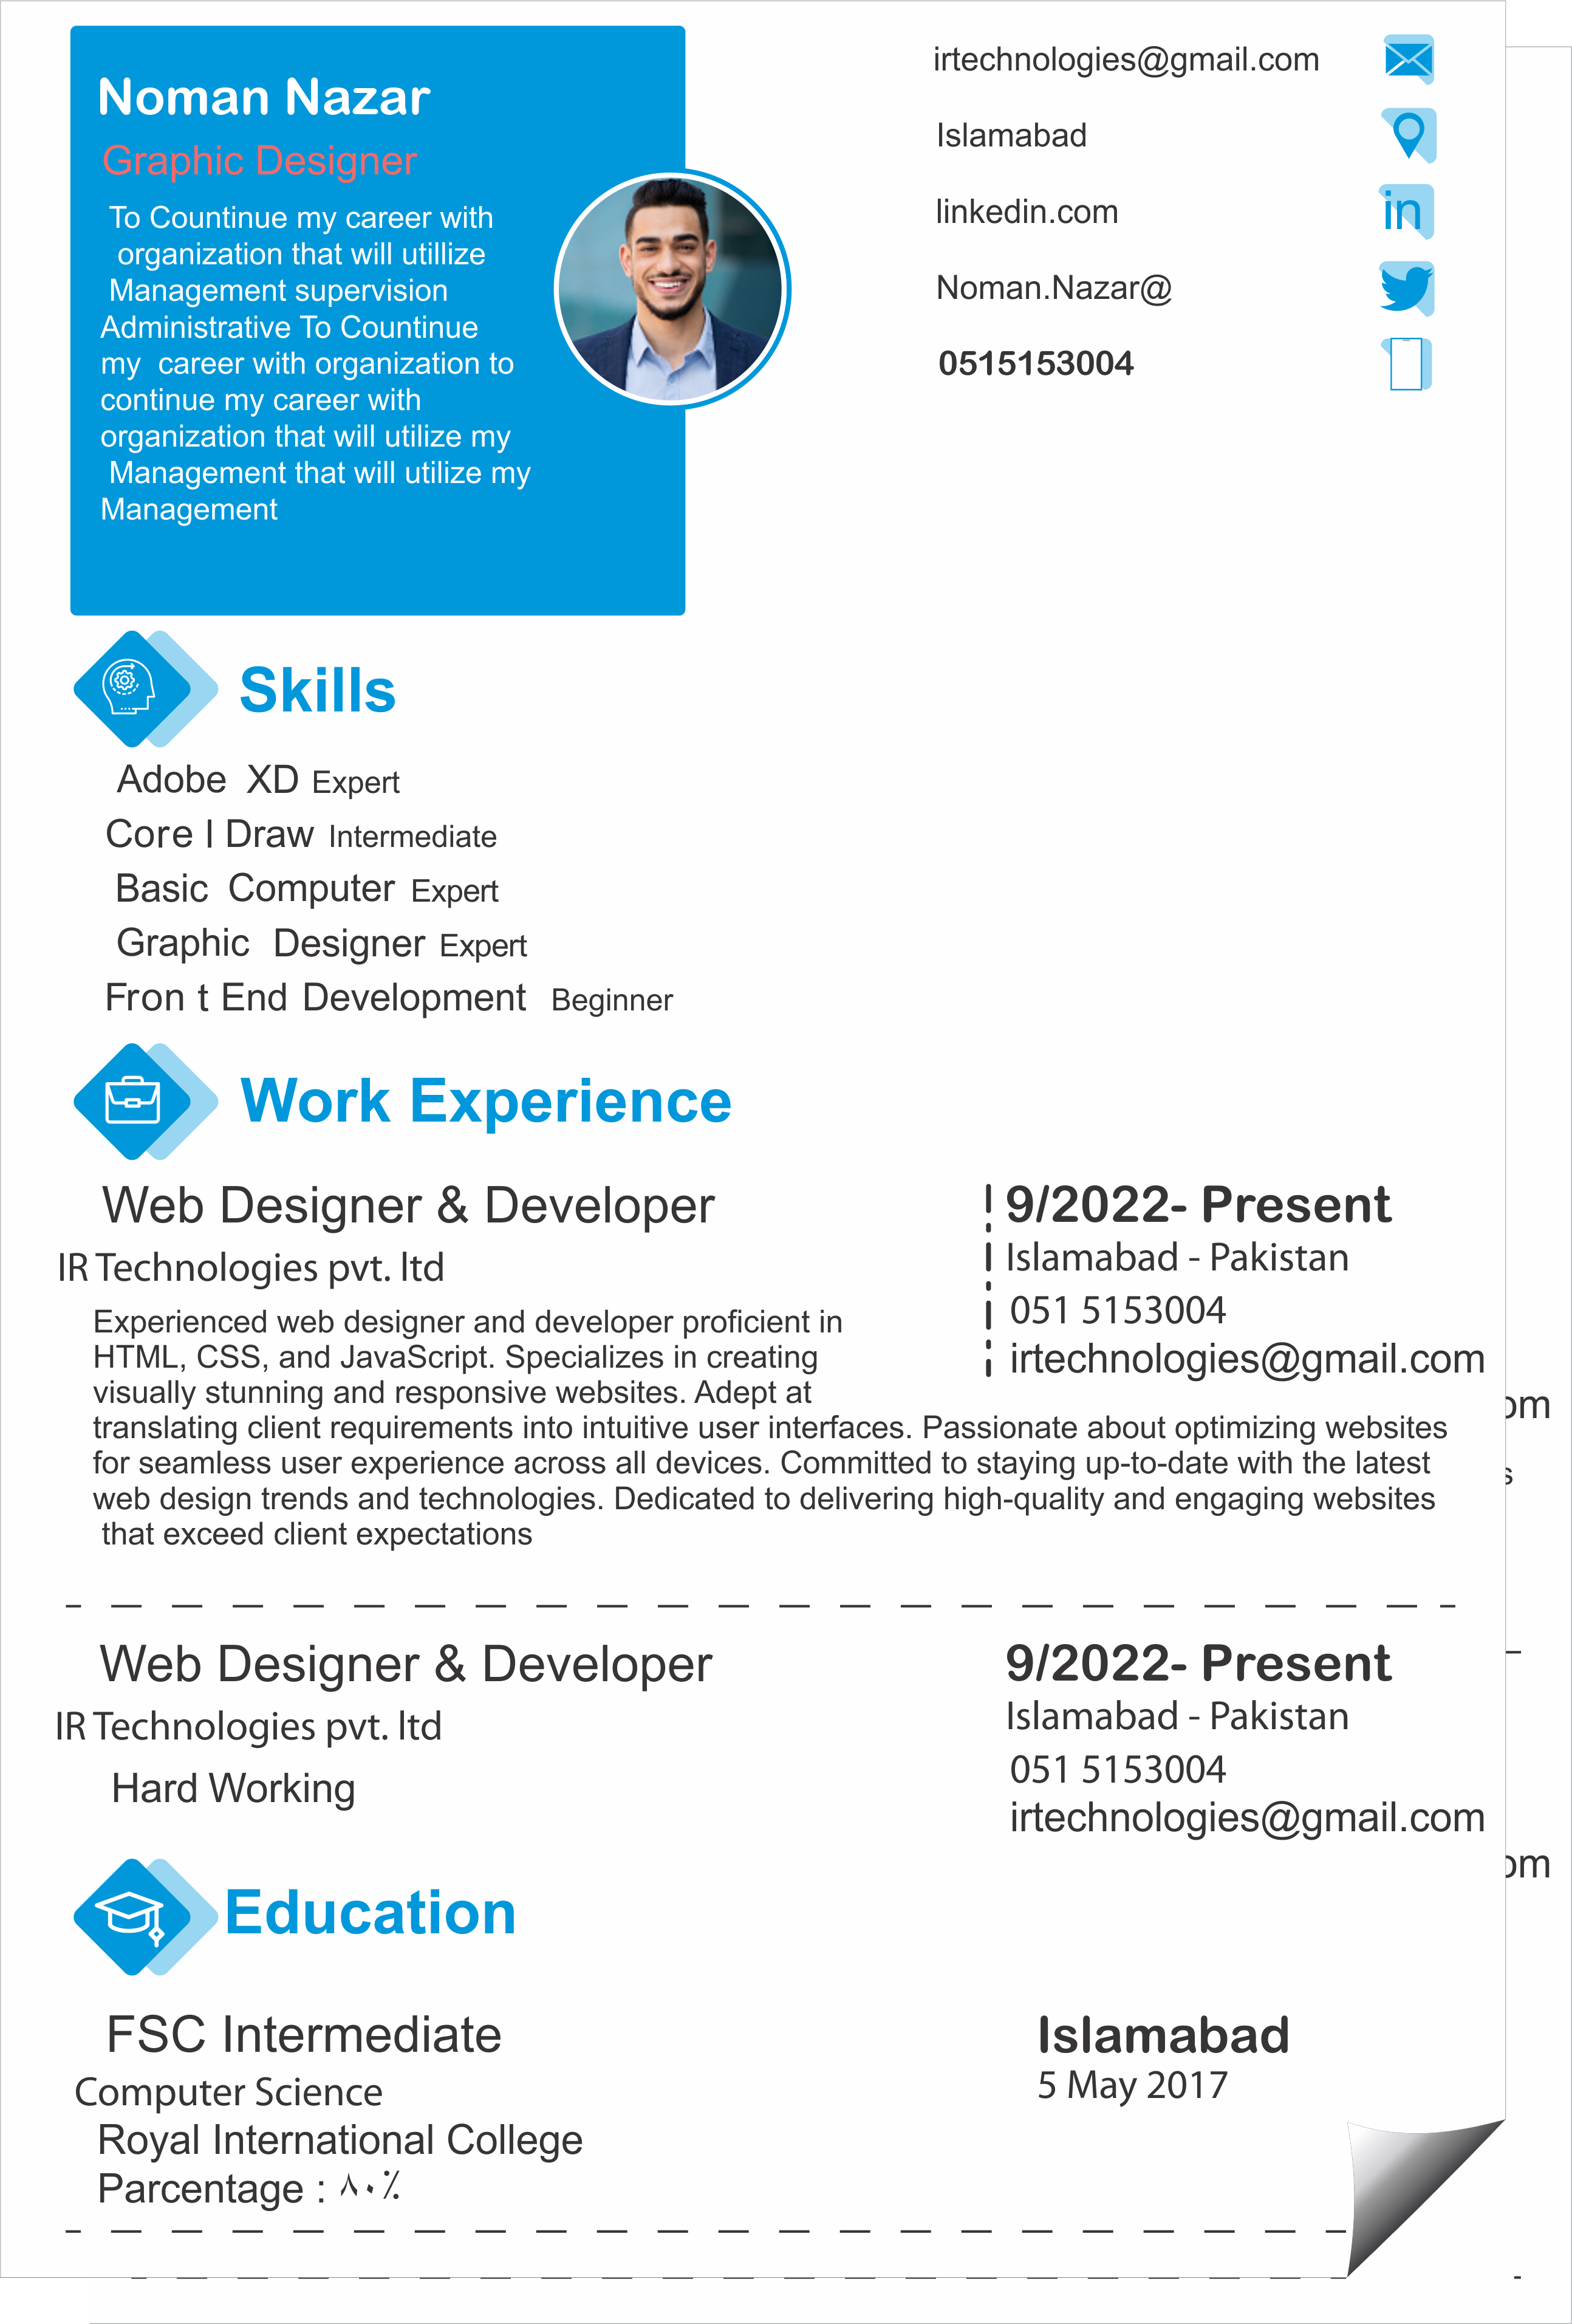 Noman Nazar
Graphic Designer
To Countinue my career with
organization that will utillize
Management supervision
Administrative To Countinue
my career with organization to
continue my career with
organization that will utilize my
Management that will utilize my
Management
irtechnologies@gmail.com
Islamabad
linkedin.com
in
Noman.Nazar@
0515153004
Skills
Adobe XD Expert
Core l Draw Intermediate
Basic Computer Expert
Graphic Designer Expert
Fron t End Development Beginner
Work Experience
Web Designer & Developer
IR Technologies pvt. ltd
9/2022- Present
Islamabad - Pakistan
051 5153004
irtechnologies@gmail.com
Experienced web designer and developer proficient in
HTML, CSS, and JavaScript. Specializes in creating
visually stunning and responsive websites. Adept at
translating client requirements into intuitive user interfaces. Passionate about optimizing websites
for seamless user experience across all devices. Committed to staying up-to-date with the latest
web design trends and technologies. Dedicated to delivering high-quality and engaging websites
that exceed client expectations
Web Designer & Developer
IR Technologies pvt. ltd
Hard Working
9/2022- Present
Islamabad - Pakistan
051 5153004
irtechnologies@gmail.com
Education
FSC Intermediate
Computer Science
Royal International College
Parcentage : ٨٠٪
Islamabad
5 May 2017